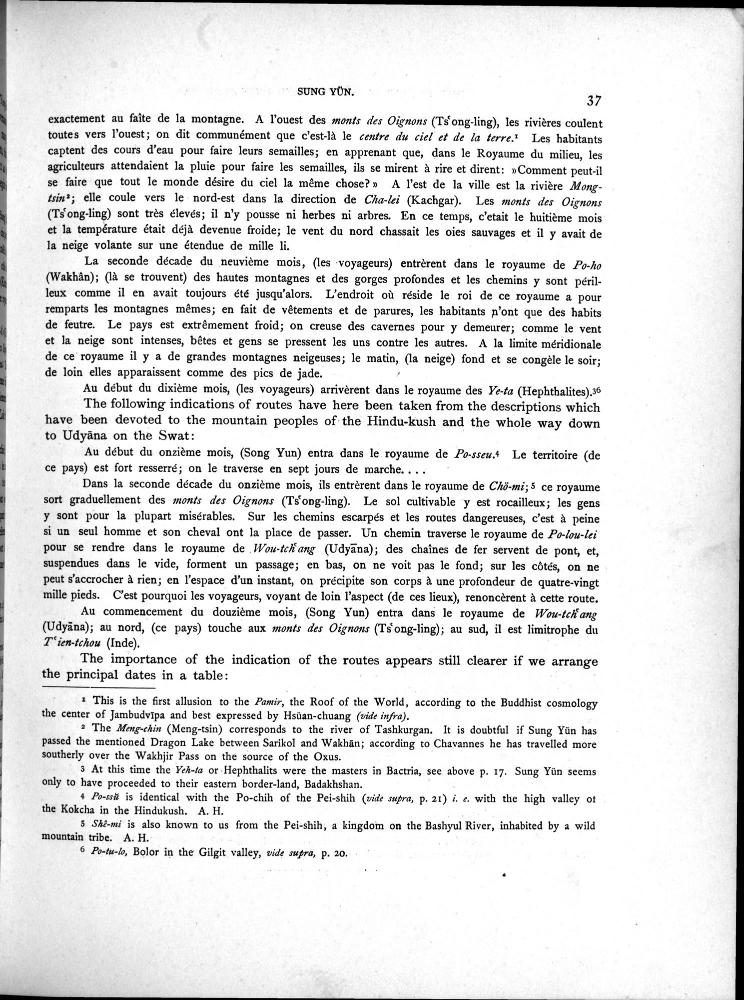 SUNG YÜN.
37
exactement au faîte de la montagne. A l'ouest des monts des Oignons (Tsʻong-ling), les rivières coulent
toutes vers l'ouest; on dit communément que c'est-là le centre du ciel et de la terre.¹ Les habitants
captent des cours d'eau pour faire leurs semailles; en apprenant que, dans le Royaume du milieu, les
agriculteurs attendaient la pluie pour faire les semailles, ils se mirent à rire et dirent: »Comment peut-il
se faire que tout le monde désire du ciel la même chose?» A l'est de la ville est la rivière Mong-
tsin²; elle coule vers le nord-est dans la direction de Cha-lei (Kachgar). Les monts des Oignons
(Tsʻong-ling) sont très élevés; il n'y pousse ni herbes ni arbres. En ce temps, c'etait le huitième mois
et la température était déjà devenue froide; le vent du nord chassait les oies sauvages et il y avait de
la neige volante sur une étendue de mille li.
La seconde décade du neuvième mois, (les voyageurs) entrèrent dans le royaume de Po-ho
(Wakhân); (là se trouvent) des hautes montagnes et des gorges profondes et les chemins y sont péril-
leux comme il en avait toujours été jusqu'alors. L'endroit où réside le roi de ce royaume a pour
remparts les montagnes mêmes; en fait de vêtements et de parures, les habitants n'ont que des habits
de feutre. Le pays est extrêmement froid; on creuse des cavernes pour y demeurer; comme le vent
et la neige sont intenses, bêtes et gens se pressent les uns contre les autres. A la limite méridionale
de ce royaume il y a de grandes montagnes neigeuses; le matin, (la neige) fond et se congèle le soir;
de loin elles apparaissent comme des pics de jade.
Au début du dixième mois, (les voyageurs) arrivèrent dans le royaume des Ye-ta (Hephthalites).³⁶
The following indications of routes have here been taken from the descriptions which
have been devoted to the mountain peoples of the Hindu-kush and the whole way down
to Udyāna on the Swat:
Au début du onzième mois, (Song Yun) entra dans le royaume de Po-sseu.⁴ Le territoire (de
ce pays) est fort resserré; on le traverse en sept jours de marche. . . .
Dans la seconde décade du onzième mois, ils entrèrent dans le royaume de Chö-mi;⁵ ce royaume
sort graduellement des monts des Oignons (Tsʻong-ling). Le sol cultivable y est rocailleux; les gens
y sont pour la plupart misérables. Sur les chemins escarpés et les routes dangereuses, c'est à peine
si un seul homme et son cheval ont la place de passer. Un chemin traverse le royaume de Po-lou-lei
pour se rendre dans le royaume de Wou-tchʻang (Udyāna); des chaînes de fer servent de pont, et,
suspendues dans le vide, forment un passage; en bas, on ne voit pas le fond; sur les côtés, on ne
peut s'accrocher à rien; en l'espace d'un instant, on précipite son corps à une profondeur de quatre-vingt
mille pieds. C'est pourquoi les voyageurs, voyant de loin l'aspect (de ces lieux), renoncèrent à cette route.
Au commencement du douzième mois, (Song Yun) entra dans le royaume de Wou-tchʻang
(Udyāna); au nord, (ce pays) touche aux monts des Oignons (Tsʻong-ling); au sud, il est limitrophe du
Tʻien-tchou (Inde).
The importance of the indication of the routes appears still clearer if we arrange
the principal dates in a table:
¹ This is the first allusion to the Pamir, the Roof of the World, according to the Buddhist cosmology
the center of Jambudvīpa and best expressed by Hsüan-chuang (vide infra).
² The Meng-chin (Meng-tsin) corresponds to the river of Tashkurgan. It is doubtful if Sung Yün has
passed the mentioned Dragon Lake between Sarikol and Wakhān; according to Chavannes he has travelled more
southerly over the Wakhjir Pass on the source of the Oxus.
³ At this time the Yeh-ta or Hephthalits were the masters in Bactria, see above p. 17. Sung Yün seems
only to have proceeded to their eastern border-land, Badakhshan.
⁴ Po-ssŭ is identical with the Po-chih of the Pei-shih (vide supra, p. 21) i. e. with the high valley of
the Kokcha in the Hindukush. A. H.
⁵ Shê-mi is also known to us from the Pei-shih, a kingdom on the Bashyul River, inhabited by a wild
mountain tribe. A. H.
⁶ Po-tu-lo, Bolor in the Gilgit valley, vide supra, p. 20.